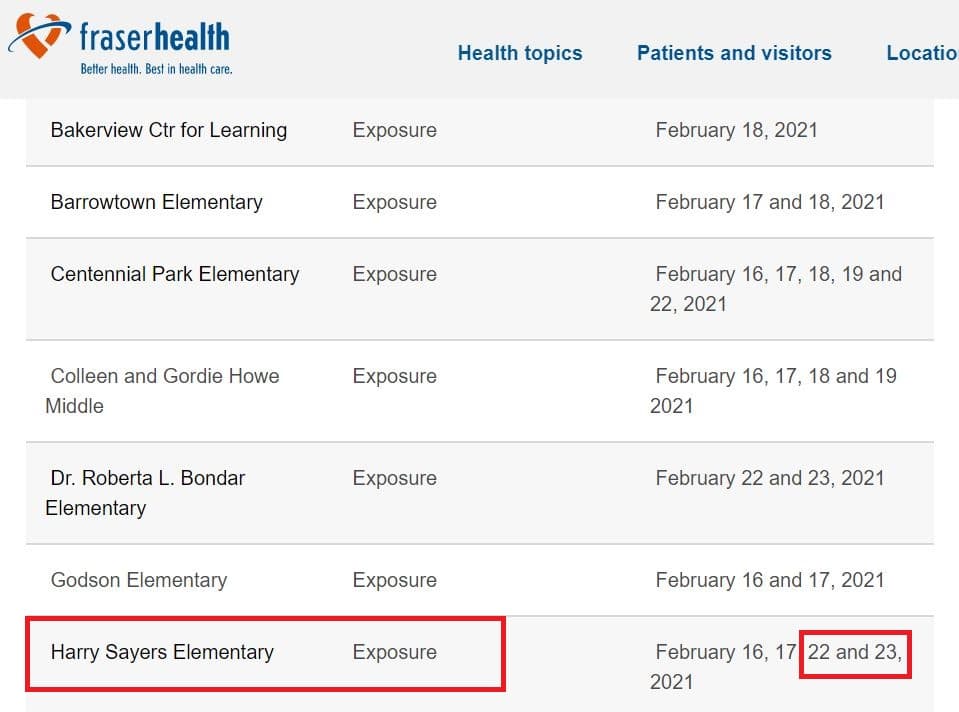 fraserhealth
Better health. Best in health care.
Health topics Patients and visitors Locatio
Bakerview Ctr for Learning Exposure February 18, 2021
Barrowtown Elementary Exposure February 17 and 18, 2021
Centennial Park Elementary Exposure February 16, 17, 18, 19 and
22, 2021
Colleen and Gordie Howe Exposure February 16, 17, 18 and 19
Middle 2021
Dr. Roberta L. Bondar Exposure February 22 and 23, 2021
Elementary
Godson Elementary Exposure February 16 and 17, 2021
Harry Sayers Elementary Exposure February 16, 17 22 and 23,
2021